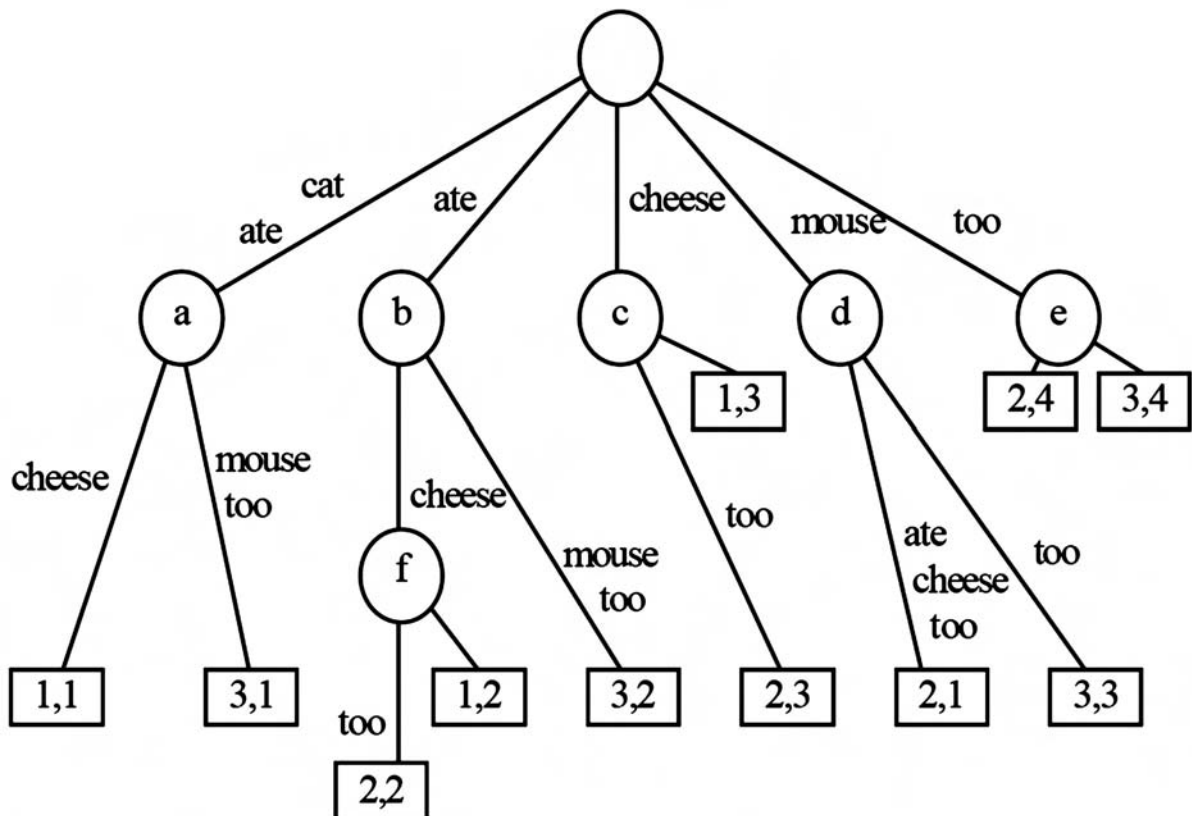 cat
ate
ate
cheese
mouse
too
a
b
c
d
e
1,3
2,4
3,4
cheese
mouse
too
cheese
mouse
too
too
ate
cheese
too
too
f
1,1
3,1
too
1,2
3,2
2,3
2,1
3,3
2,2